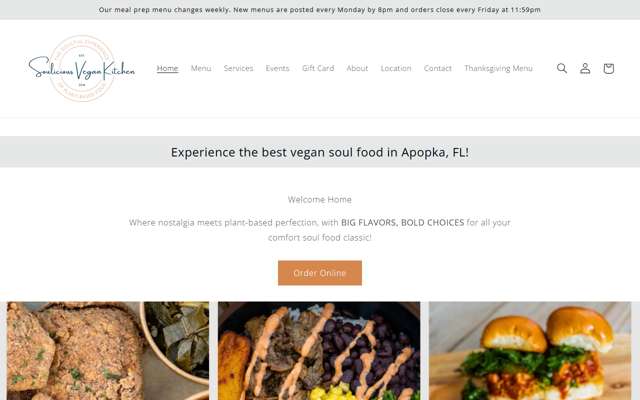 Our meal prep menu changes weekly. New menus are posted every Monday by 8pm and orders close every Friday at 11:59pm
Soulicious Vegan Kitchen
Home Menu Services Events Gift Card About Location Contact Thanksgiving Menu
Experience the best vegan soul food in Apopka, FL!
Welcome Home
Where nostalgia meets plant-based perfection, with BIG FLAVORS, BOLD CHOICES for all your
comfort soul food classic!
Order Online